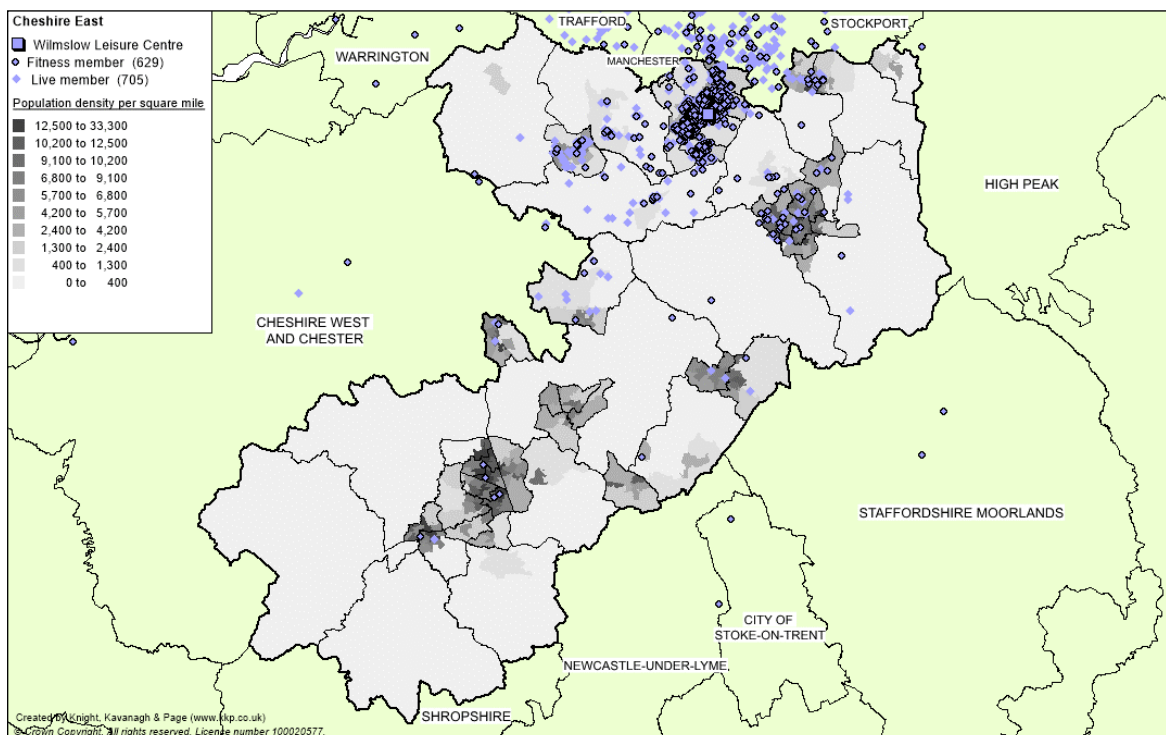 Cheshire East
Wilmslow Leisure Centre
Fitness member (629)
Live member (705)
Population density per square mile
12,500 to 33,300
10,200 to 12,500
9,100 to 10,200
6,800 to 9,100
5,700 to 6,800
4,200 to 5,700
2,400 to 4,200
1,300 to 2,400
400 to 1,300
0 to 400
TRAFFORD
STOCKPORT
WARRINGTON
MANCHESTER
HIGH PEAK
CHESHIRE WEST
AND CHESTER
STAFFORDSHIRE MOORLANDS
CITY OF
STOKE-ON-TRENT
NEWCASTLE-UNDER-LYME
SHROPSHIRE
Created by Knight, Kavanagh & Page (www.kkp.co.uk)
© Crown Copyright. All rights reserved. Licence number 100020577.